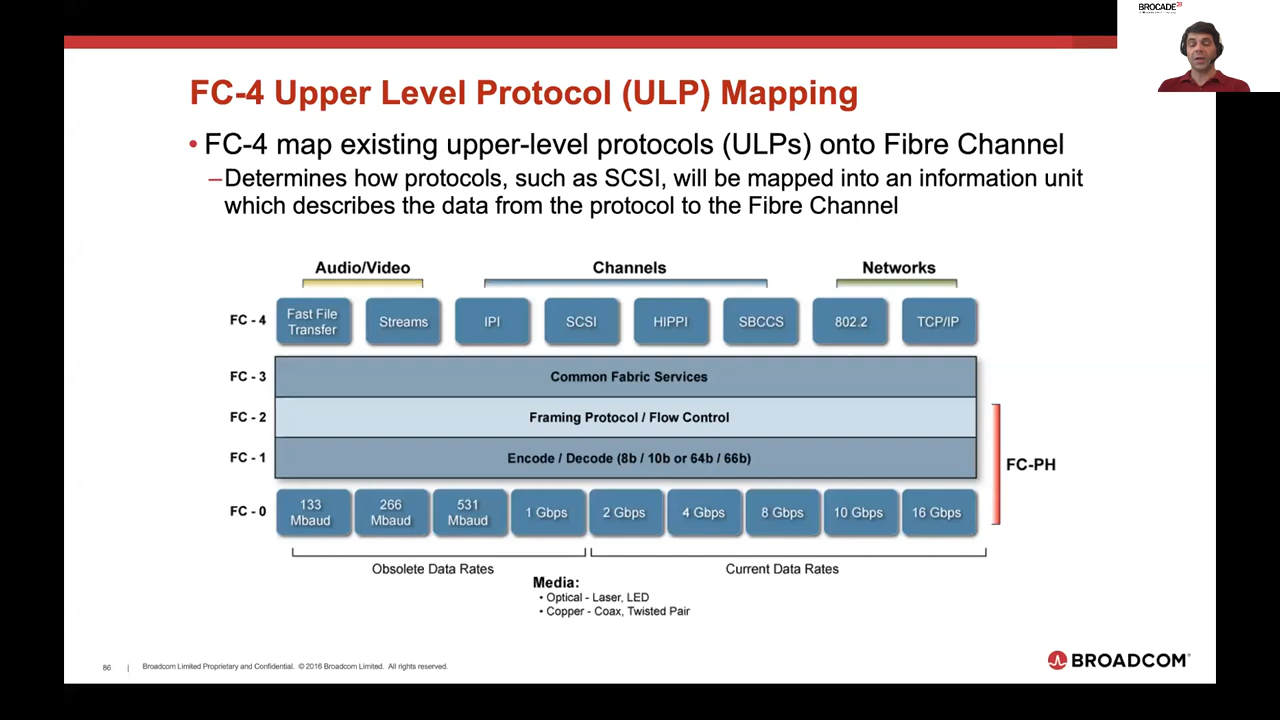 BROCADE
FC-4 Upper Level Protocol (ULP) Mapping
• FC-4 map existing upper-level protocols (ULPs) onto Fibre Channel
–Determines how protocols, such as SCSI, will be mapped into an information unit
which describes the data from the protocol to the Fibre Channel
Audio/Video
Channels
Networks
FC - 4
Fast File
Transfer
Streams
IPI
SCSI
HIPPI
SBCCS
802.2
TCP/IP
FC - 3
Common Fabric Services
FC - 2
Framing Protocol / Flow Control
FC - 1
Encode / Decode (8b / 10b or 64b / 66b)
FC-PH
FC - 0
133
Mbaud
266
Mbaud
531
Mbaud
1 Gbps
2 Gbps
4 Gbps
8 Gbps
10 Gbps
16 Gbps
Obsolete Data Rates
Current Data Rates
Media:
• Optical - Laser, LED
• Copper - Coax, Twisted Pair
86 | Broadcom Limited Proprietary and Confidential. © 2016 Broadcom Limited. All rights reserved.
BROADCOM®